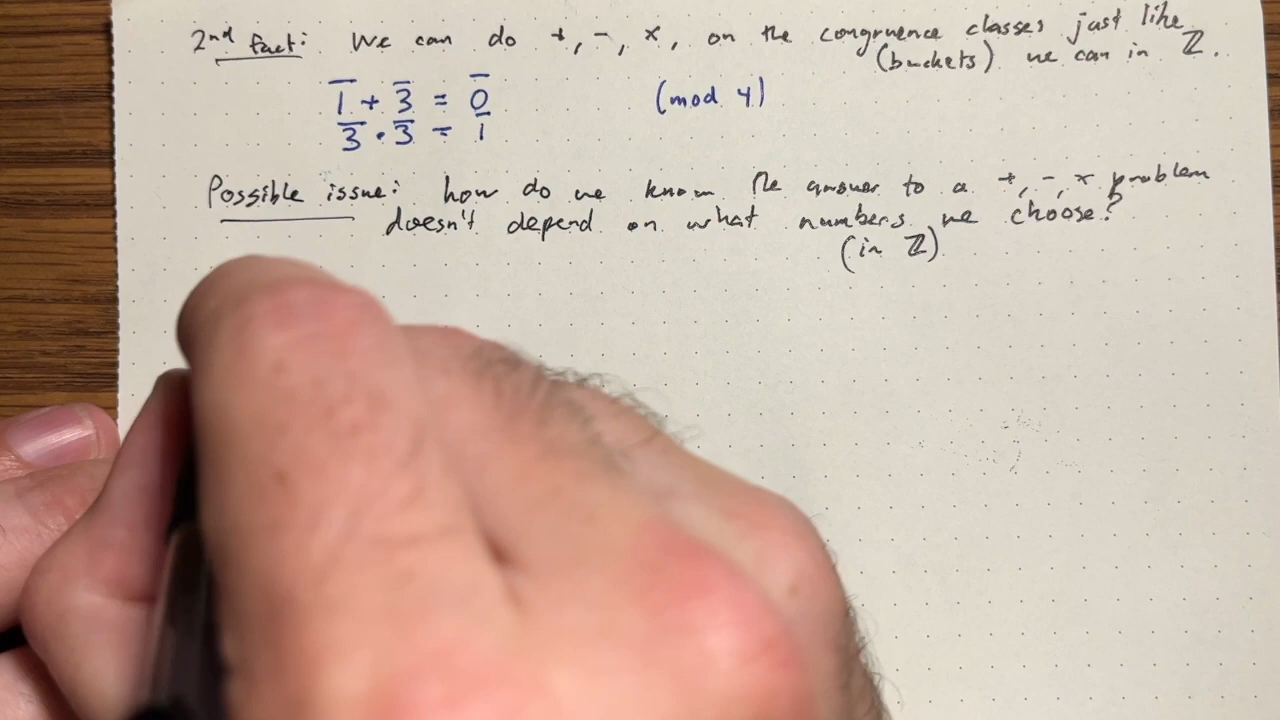 2nd fact: We can do +, -, ×, on the congruence classes just like
(buckets) we can in ℤ.
1̅ + 3̅ = 0̅ (mod 4)
3̅ · 3̅ = 1̅
Possible issue: how do we know the answer to a +, -, × problem
doesn't depend on what numbers we choose?
(in ℤ)